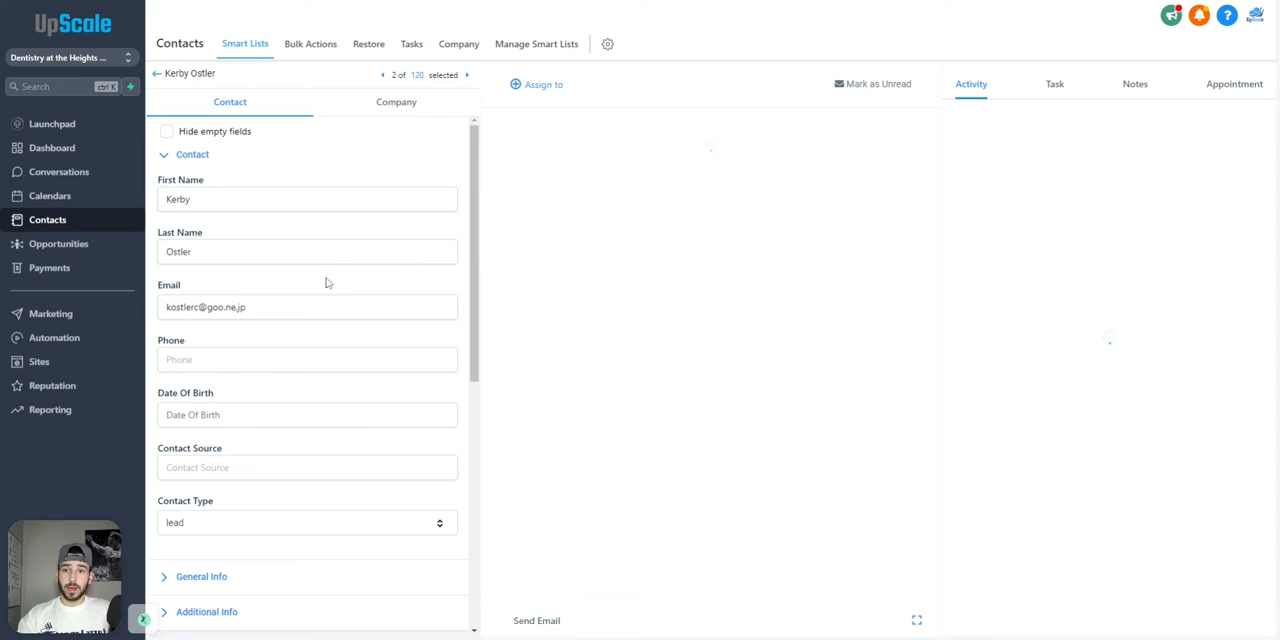 UpScale
Dentistry at the Heights ...
Search
ctrl K
Launchpad
Dashboard
Conversations
Calendars
Contacts
Opportunities
Payments
Marketing
Automation
Sites
Reputation
Reporting
Contacts
Smart Lists
Bulk Actions
Restore
Tasks
Company
Manage Smart Lists
?
UpScale
Kerby Ostler
2 of 120 selected
Contact
Company
Hide empty fields
Contact
First Name
Kerby
Last Name
Ostler
Email
kostlerc@goo.ne.jp
Phone
Phone
Date Of Birth
Date Of Birth
Contact Source
Contact Source
Contact Type
lead
General Info
Additional Info
Assign to
Mark as Unread
Send Email
Activity
Task
Notes
Appointment